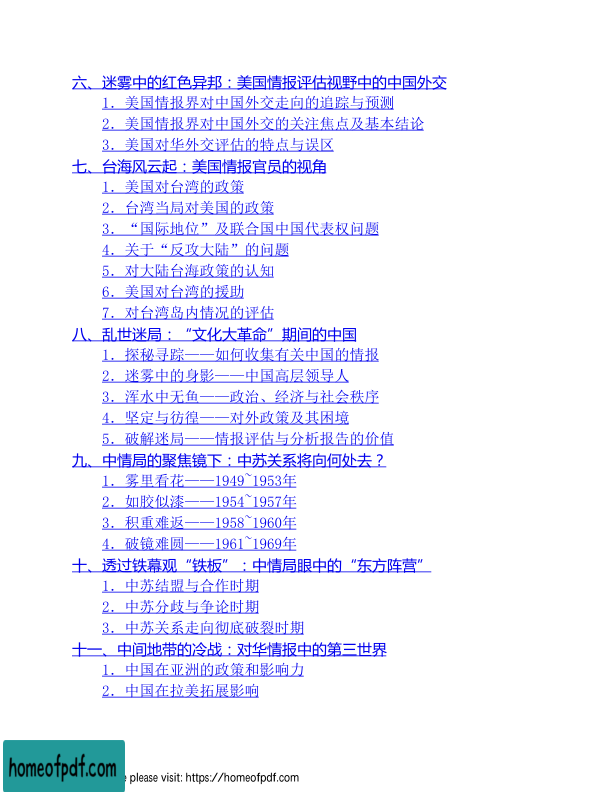 六、迷雾中的红色异邦：美国情报评估视野中的中国外交
1．美国情报界对中国外交走向的追踪与预测
2．美国情报界对中国外交的关注焦点及基本结论
3．美国对华外交评估的特点与误区
七、台海风云起：美国情报官员的视角
1．美国对台湾的政策
2．台湾当局对美国的政策
3．“国际地位”及联合国中国代表权问题
4．关于“反攻大陆”的问题
5．对大陆台海政策的认知
6．美国对台湾的援助
7．对台湾岛内情况的评估
八、乱世迷局：“文化大革命”期间的中国
1．探秘寻踪——如何收集有关中国的情报
2．迷雾中的身影——中国高层领导人
3．浑水中无鱼——政治、经济与社会秩序
4．坚定与彷徨——对外政策及其困境
5．破解迷局——情报评估与分析报告的价值
九、中情局的聚焦镜下：中苏关系将向何处去？
1．雾里看花——1949~1953年
2．如胶似漆——1954~1957年
3．积重难返——1958~1960年
4．破镜难圆——1961~1969年
十、透过铁幕观“铁板”：中情局眼中的“东方阵营”
1．中苏结盟与合作时期
2．中苏分歧与争论时期
3．中苏关系走向彻底破裂时期
十一、中间地带的冷战：对华情报中的第三世界
1．中国在亚洲的政策和影响力
2．中国在拉美拓展影响
homeofpdf.com
e please visit: https://homeofpdf.com